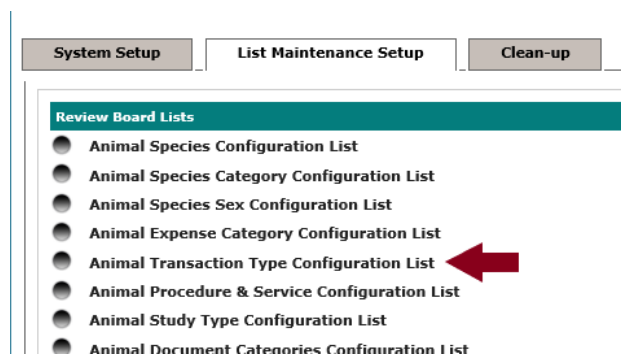 System Setup List Maintenance Setup Clean-up
Review Board Lists
Animal Species Configuration List
Animal Species Category Configuration List
Animal Species Sex Configuration List
Animal Expense Category Configuration List
Animal Transaction Type Configuration List
Animal Procedure & Service Configuration List
Animal Study Type Configuration List
Animal Document Categories Configuration List